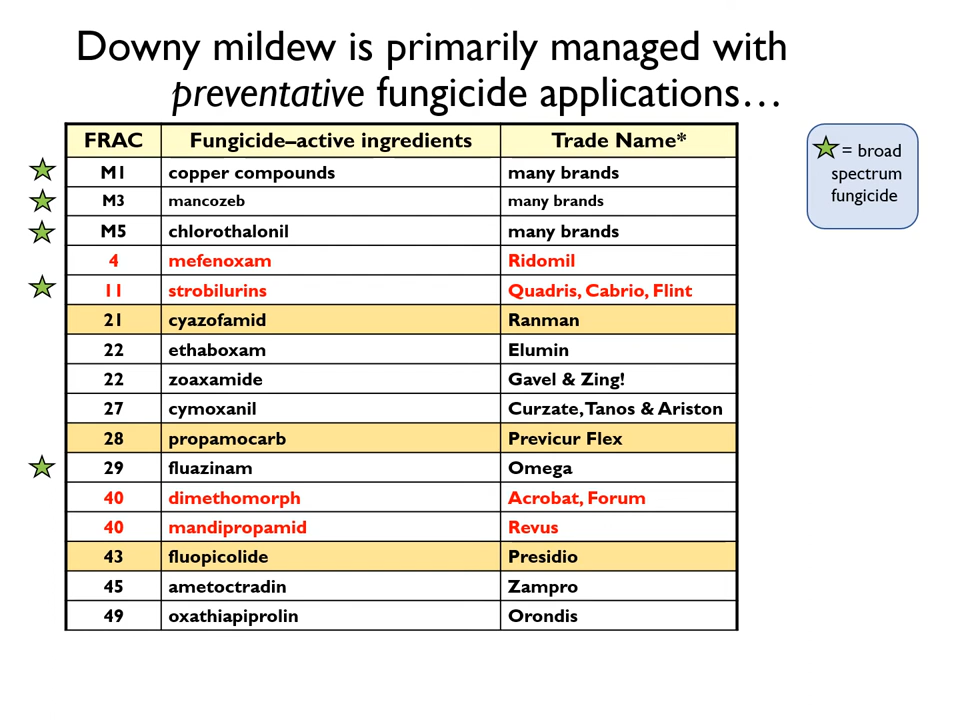 Downy mildew is primarily managed with
preventative fungicide applications…
FRAC Fungicide–active ingredients Trade Name*
M1 copper compounds many brands
M3 mancozeb many brands
M5 chlorothalonil many brands
4 mefenoxam Ridomil
11 strobilurins Quadris, Cabrio, Flint
21 cyazofamid Ranman
22 ethaboxam Elumin
22 zoaxamide Gavel & Zing!
27 cymoxanil Curzate, Tanos & Ariston
28 propamocarb Previcur Flex
29 fluazinam Omega
40 dimethomorph Acrobat, Forum
40 mandipropamid Revus
43 fluopicolide Presidio
45 ametoctradin Zampro
49 oxathiapiprolin Orondis
= broad
spectrum
fungicide